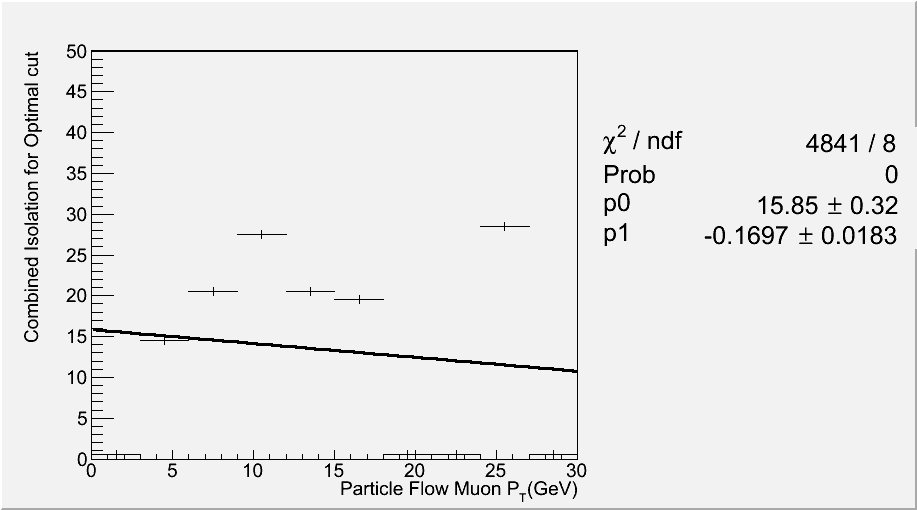 Combined Isolation for Optimal cut
50
45
40
35
30
25
20
15
10
5
0
0 5 10 15 20 25 30
Particle Flow Muon PT(GeV)
χ2 / ndf 4841 / 8
Prob 0
p0 15.85 ± 0.32
p1 -0.1697 ± 0.0183